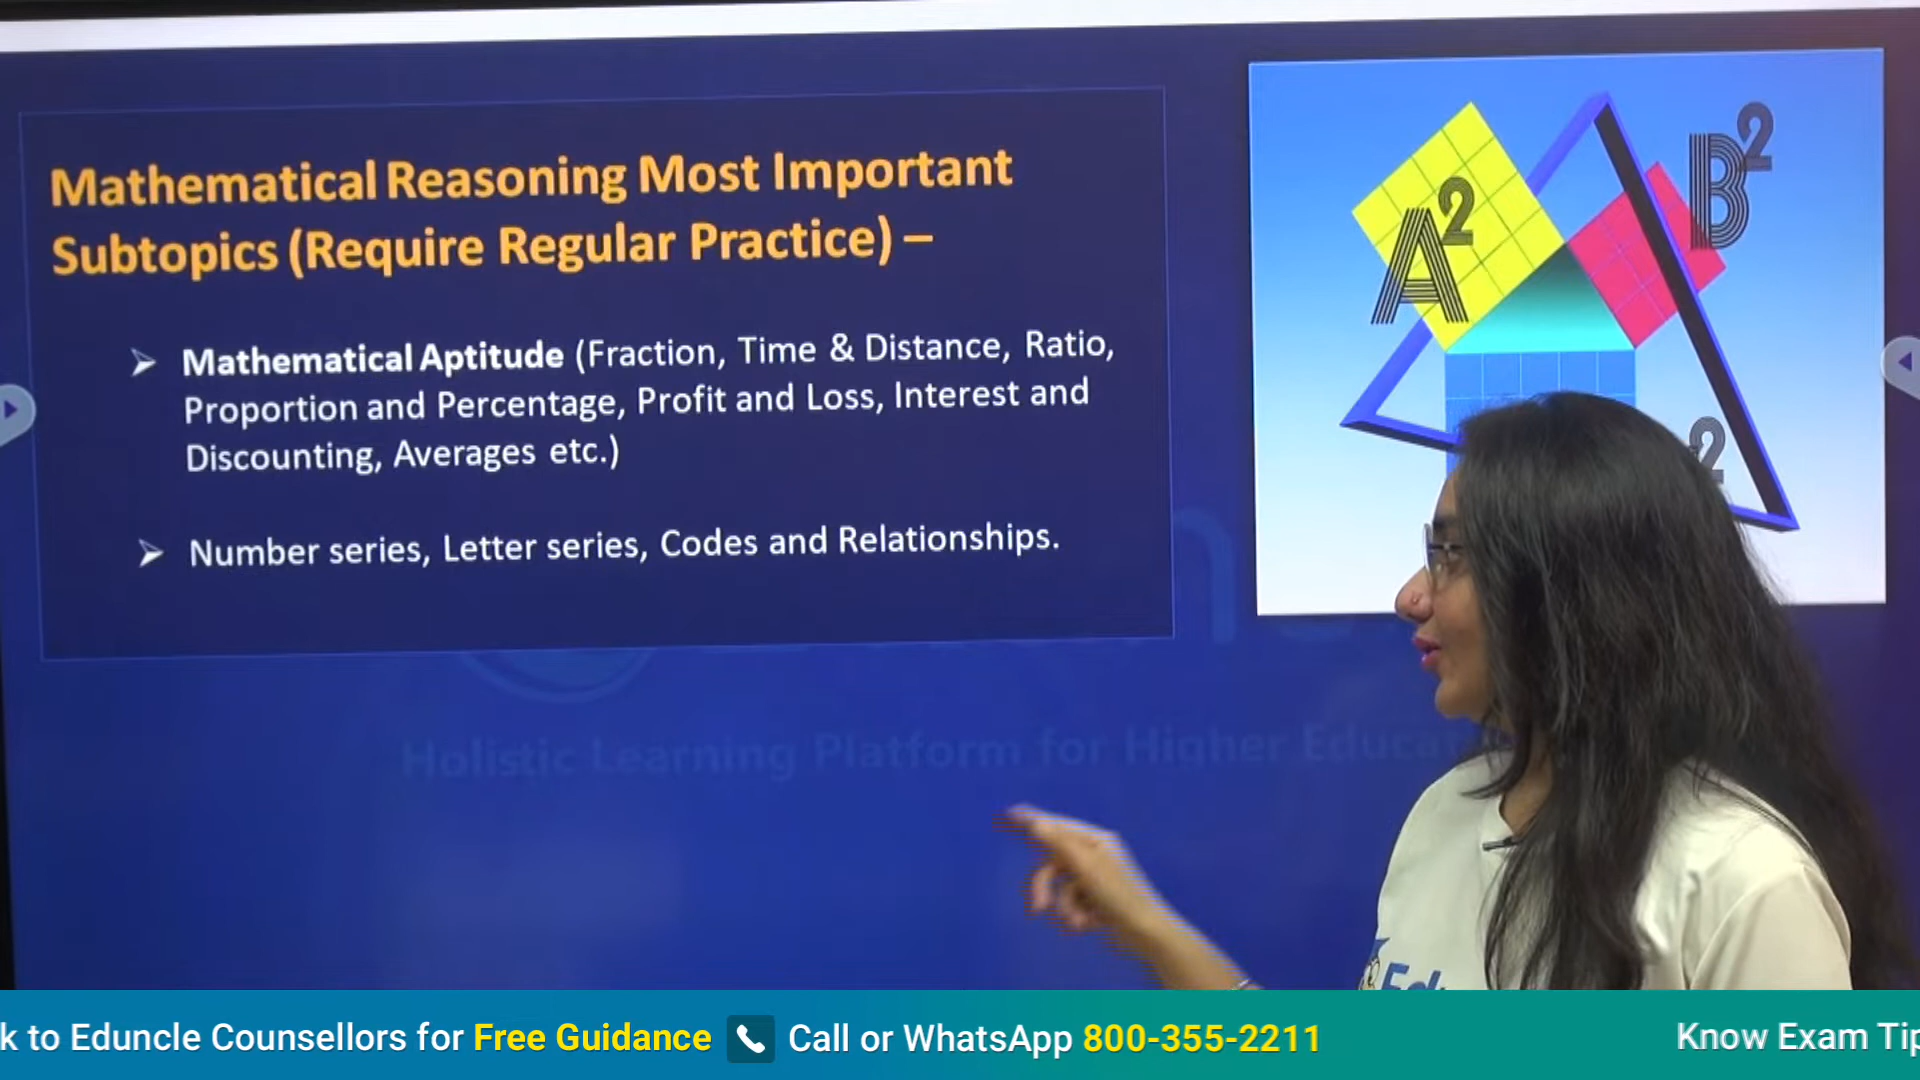 Mathematical Reasoning Most Important
Subtopics (Require Regular Practice) –
➢ Mathematical Aptitude (Fraction, Time & Distance, Ratio,
Proportion and Percentage, Profit and Loss, Interest and
Discounting, Averages etc.)
➢ Number series, Letter series, Codes and Relationships.
A²
B²
2
Holistic Learning Platform for Higher
k to Eduncle Counsellors for Free Guidance
Call or WhatsApp 800-355-2211
Know Exam Tip